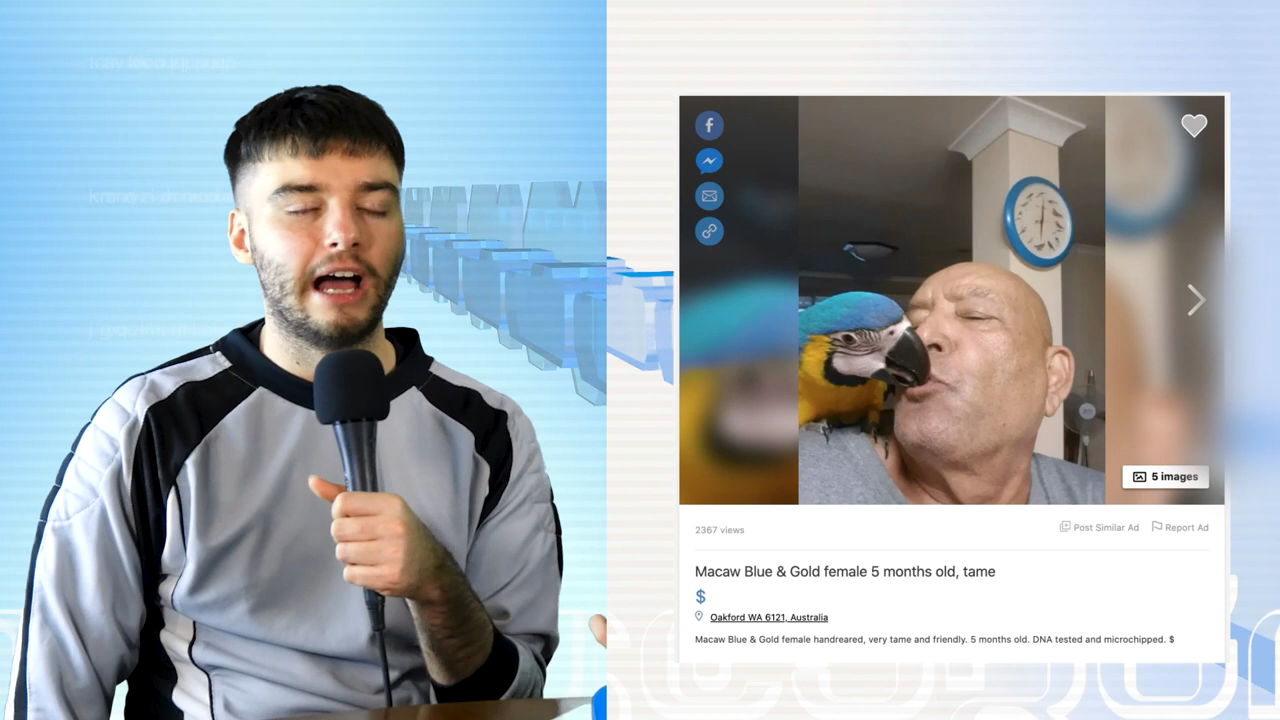 5 images
2367 views
Post Similar Ad
Report Ad
Macaw Blue & Gold female 5 months old, tame
$
Oakford WA 6121, Australia
Macaw Blue & Gold female handreared, very tame and friendly. 5 months old. DNA tested and microchipped. $